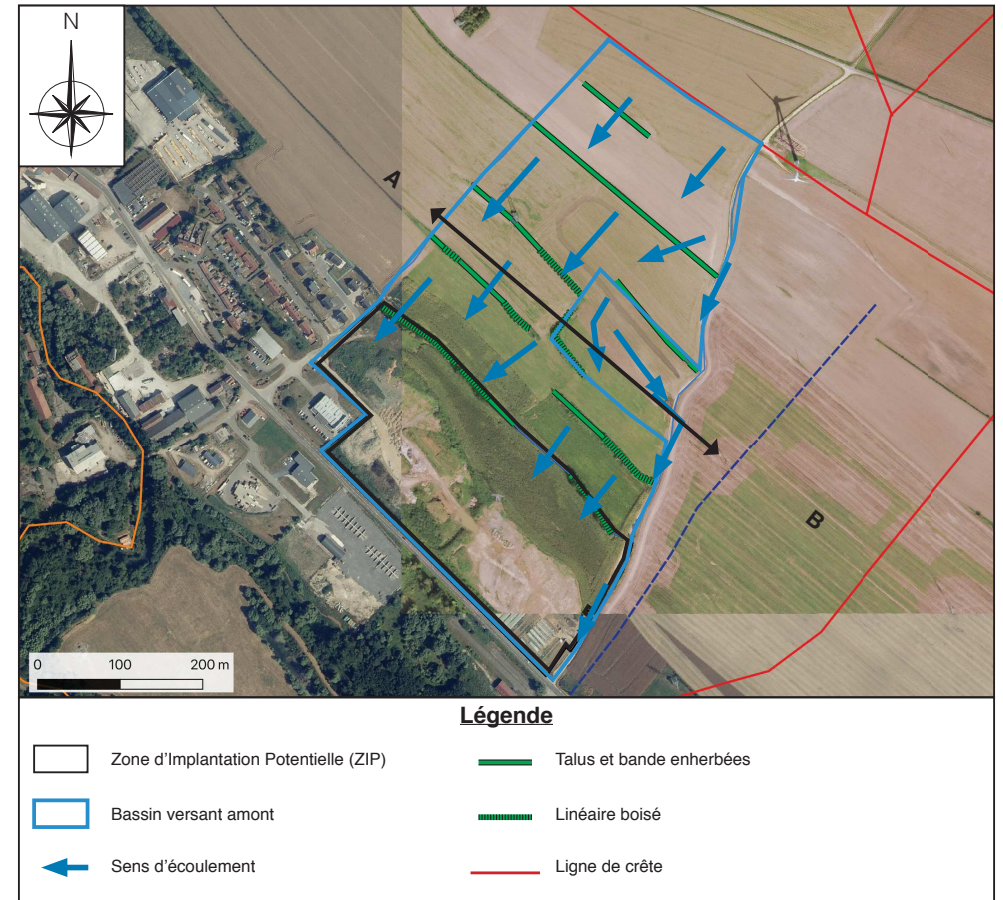 N
A
B
0 100 200 m
Légende
Zone d'Implantation Potentielle (ZIP)
Talus et bande enherbées
Bassin versant amont
Linéaire boisé
Sens d'écoulement
Ligne de crête